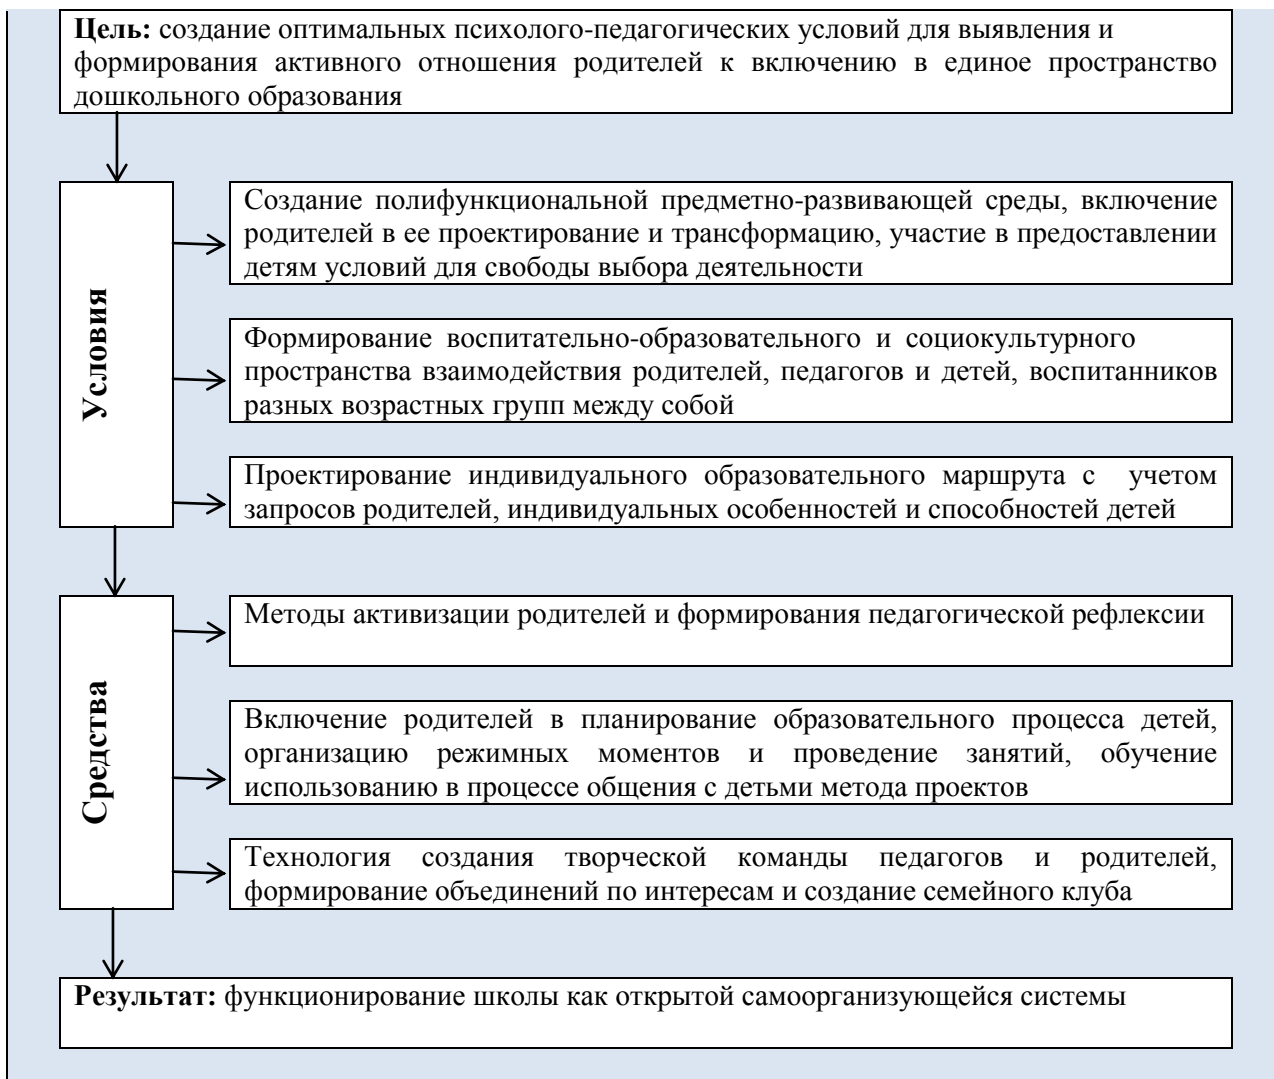 Цель: создание оптимальных психолого-педагогических условий для выявления и
формирования активного отношения родителей к включению в единое пространство
дошкольного образования
Условия
Создание полифункциональной предметно-развивающей среды, включение
родителей в ее проектирование и трансформацию, участие в предоставлении
детям условий для свободы выбора деятельности
Формирование воспитательно-образовательного и социокультурного
пространства взаимодействия родителей, педагогов и детей, воспитанников
разных возрастных групп между собой
Проектирование индивидуального образовательного маршрута с учетом
запросов родителей, индивидуальных особенностей и способностей детей
Средства
Методы активизации родителей и формирования педагогической рефлексии
Включение родителей в планирование образовательного процесса детей,
организацию режимных моментов и проведение занятий, обучение
использованию в процессе общения с детьми метода проектов
Технология создания творческой команды педагогов и родителей,
формирование объединений по интересам и создание семейного клуба
Результат: функционирование школы как открытой самоорганизующейся системы